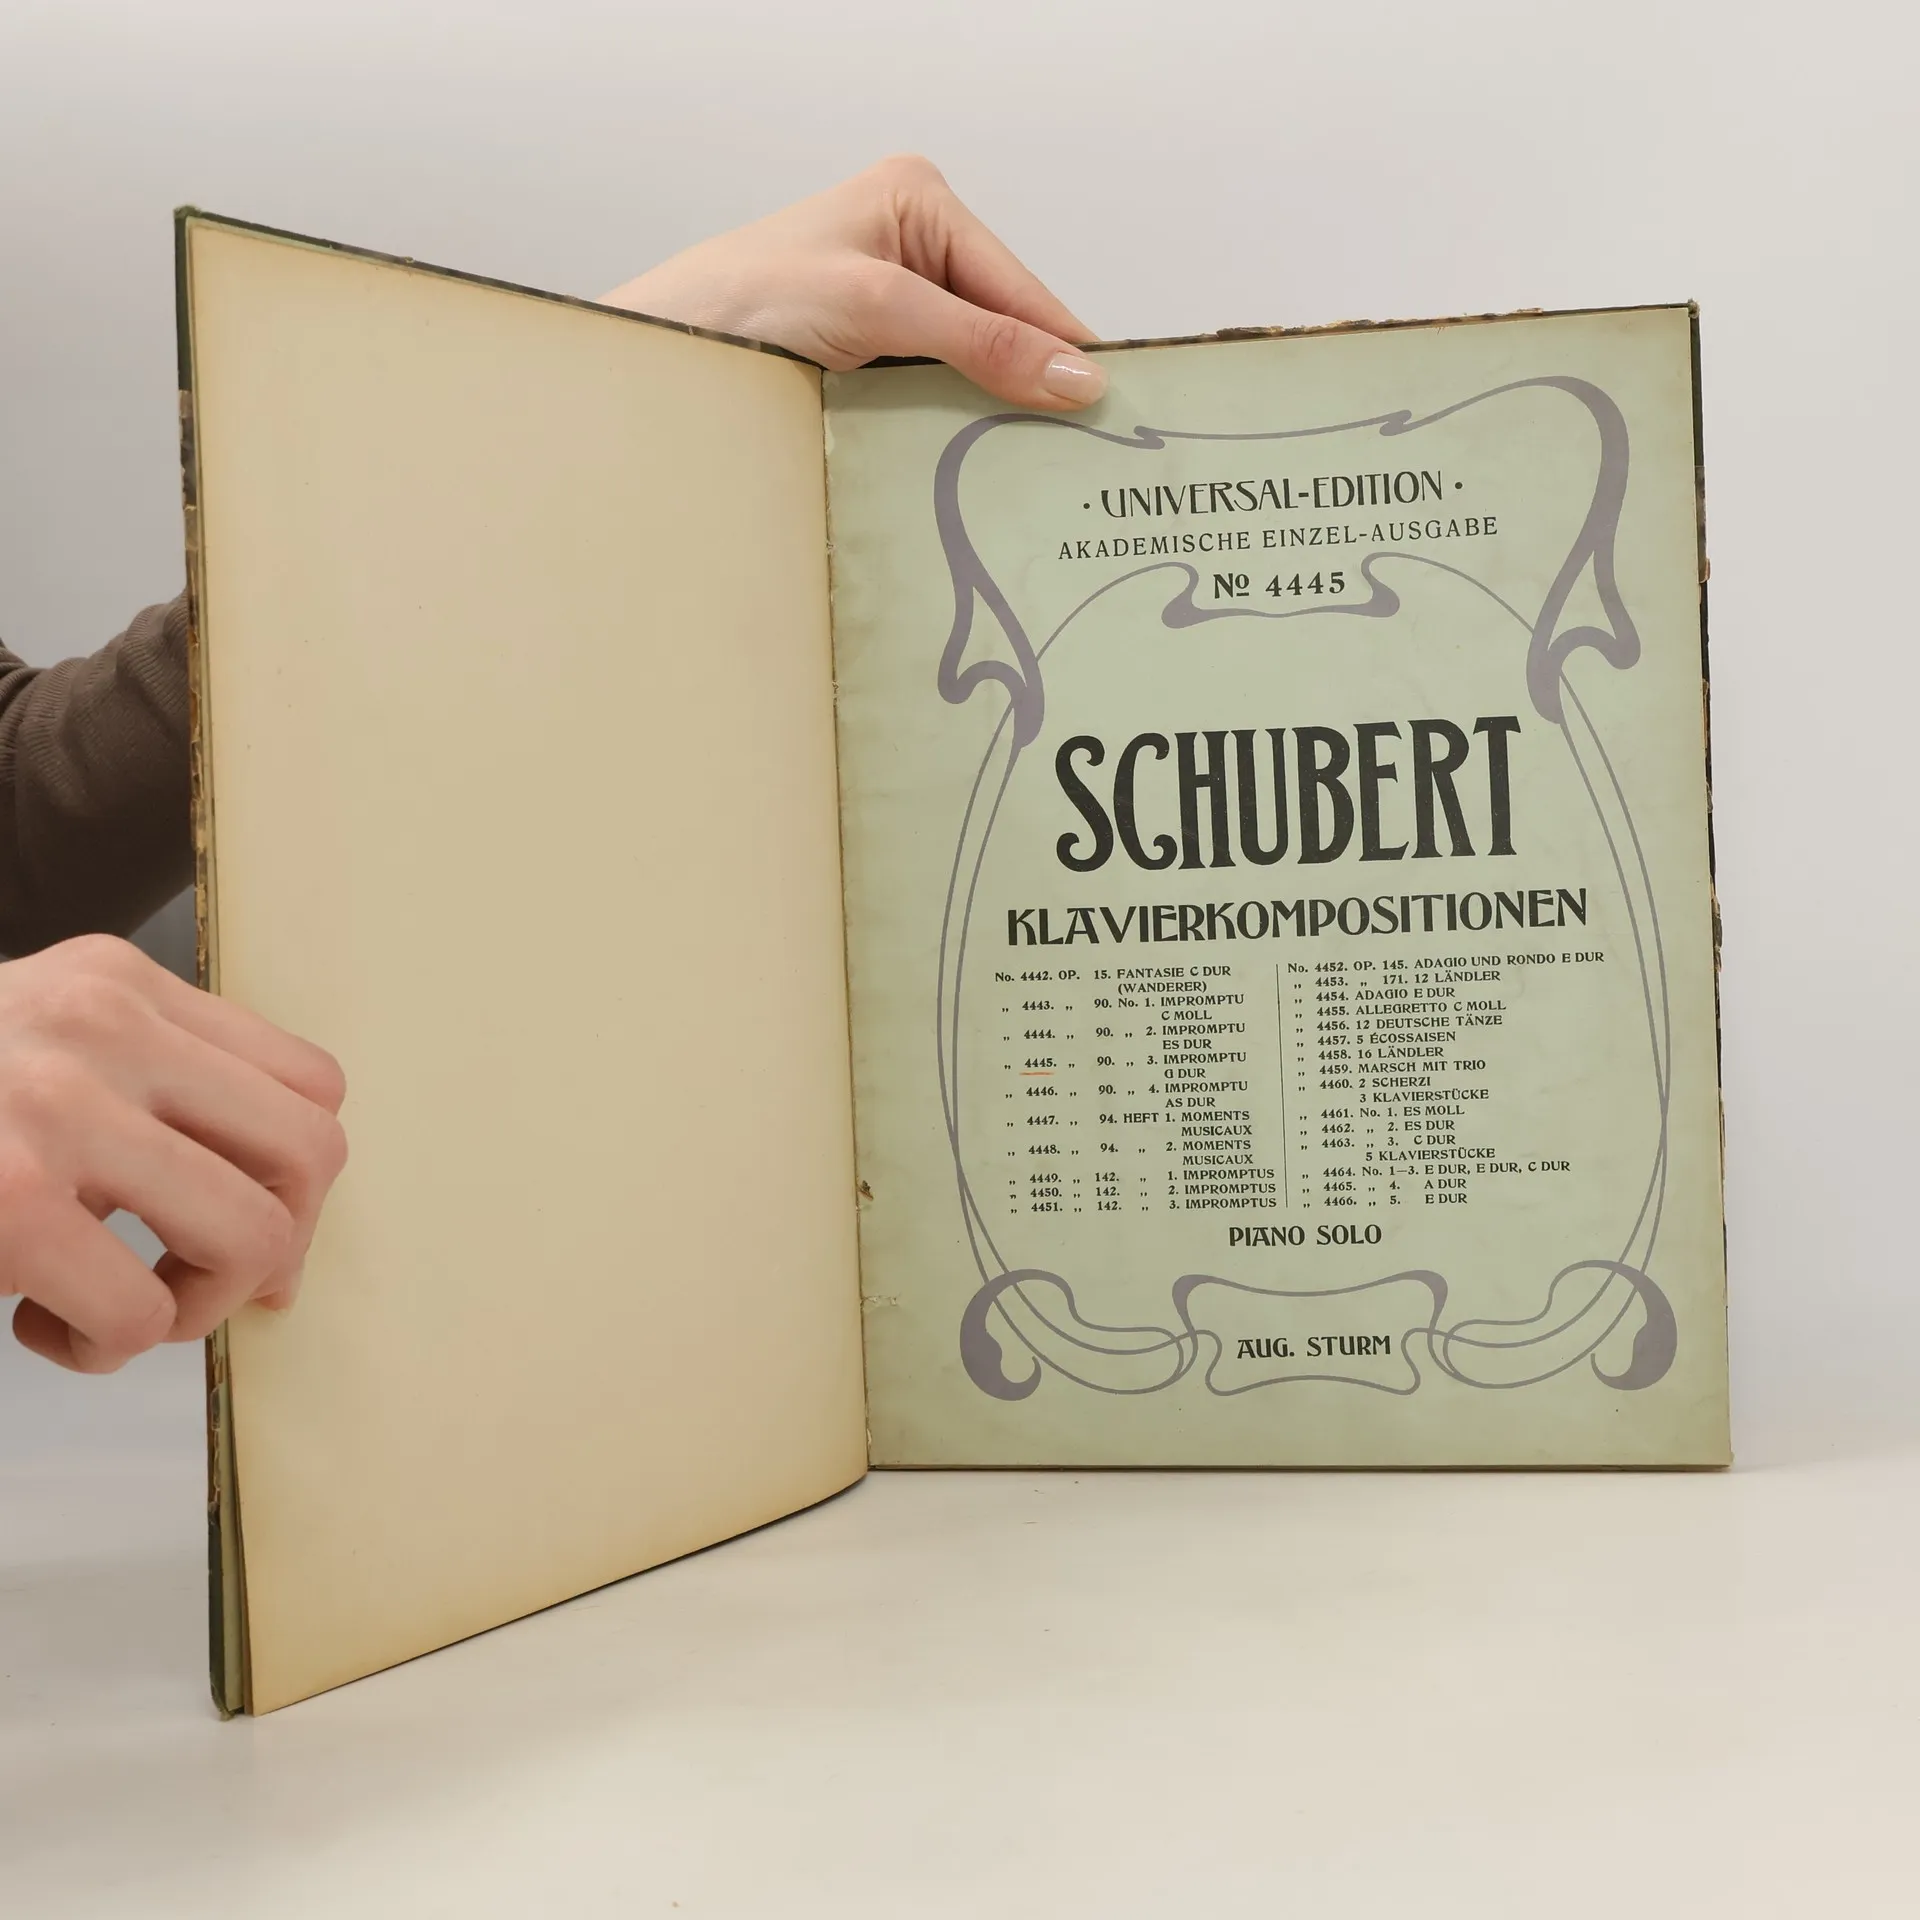 · UNIVERSAL-EDITION ·
AKADEMISCHE EINZEL-AUSGABE
No 4445
SCHUBERT
KLAVIERKOMPOSITIONEN
No. 4442. OP. 15. FANTASIE C DUR
(WANDERER)
„ 4443. „ 90. No. 1. IMPROMPTU
C MOLL
„ 4444. „ 90. „ 2. IMPROMPTU
ES DUR
„ 4445. „ 90. „ 3. IMPROMPTU
G DUR
„ 4446. „ 90. „ 4. IMPROMPTU
AS DUR
„ 4447. „ 94. HEFT 1. MOMENTS
MUSICAUX
„ 4448. „ 94. „ 2. MOMENTS
MUSICAUX
„ 4449. „ 142. „ 1. IMPROMPTUS
„ 4450. „ 142. „ 2. IMPROMPTUS
„ 4451. „ 142. „ 3. IMPROMPTUS
No. 4452. OP. 145. ADAGIO UND RONDO E DUR
„ 4453. „ 171. 12 LÄNDLER
„ 4454. ADAGIO E DUR
„ 4455. ALLEGRETTO C MOLL
„ 4456. 12 DEUTSCHE TÄNZE
„ 4457. 5 ÉCOSSAISEN
„ 4458. 16 LÄNDLER
„ 4459. MARSCH MIT TRIO
„ 4460. 2 SCHERZI
3 KLAVIERSTÜCKE
„ 4461. No. 1. ES MOLL
„ 4462. „ 2. ES DUR
„ 4463. „ 3. C DUR
5 KLAVIERSTÜCKE
„ 4464. No. 1—3. E DUR, E DUR, C DUR
„ 4465. „ 4. A DUR
„ 4466. „ 5. E DUR
PIANO SOLO
AUG. STURM